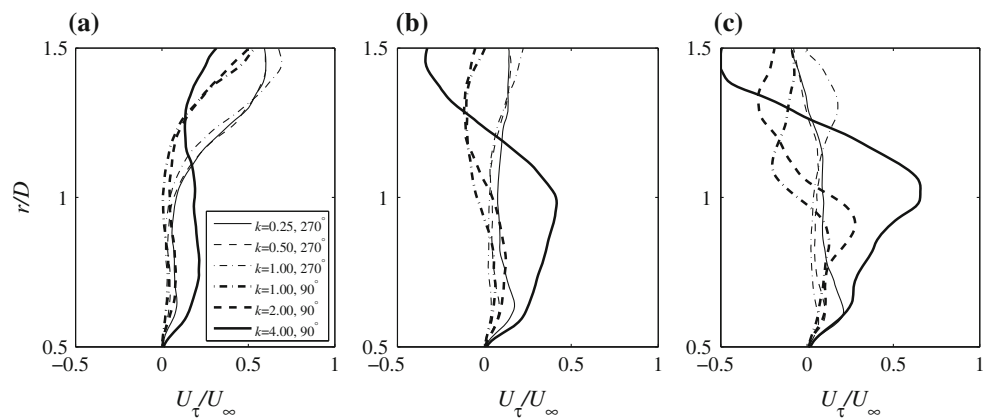 (a)
(b)
(c)
1.5
1
0.5
r/D
−0.5
0
0.5
1
U_τ/U_∞
k=0.25, 270°
k=0.50, 270°
k=1.00, 270°
k=1.00, 90°
k=2.00, 90°
k=4.00, 90°
1.5
1
0.5
−0.5
0
0.5
1
U_τ/U_∞
1.5
1
0.5
−0.5
0
0.5
1
U_τ/U_∞